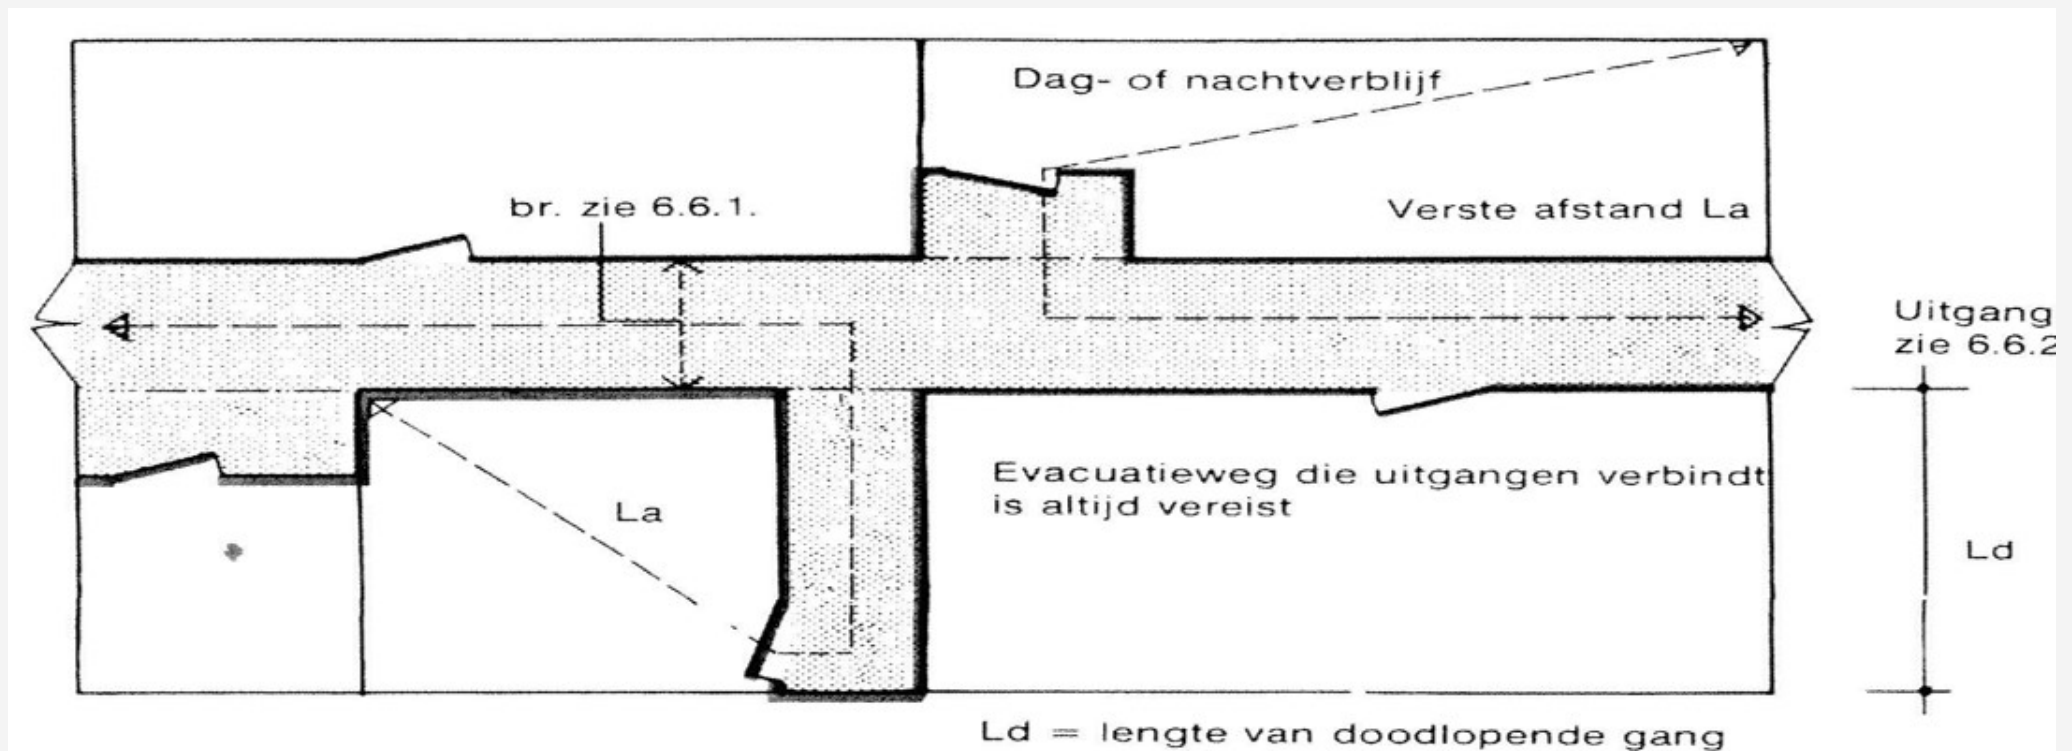 Dag- of nachtverblijf
br. zie 6.6.1.
Verste afstand La
Uitgang
zie 6.6.2
La
Evacuatieweg die uitgangen verbindt
is altijd vereist
Ld
Ld = lengte van doodlopende gang